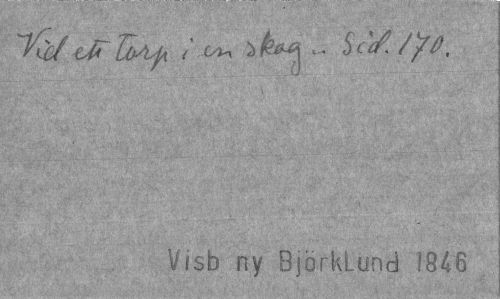 Vid ett torp i en skog .. Sid. 170.
Visb ny BjörkLund 1846